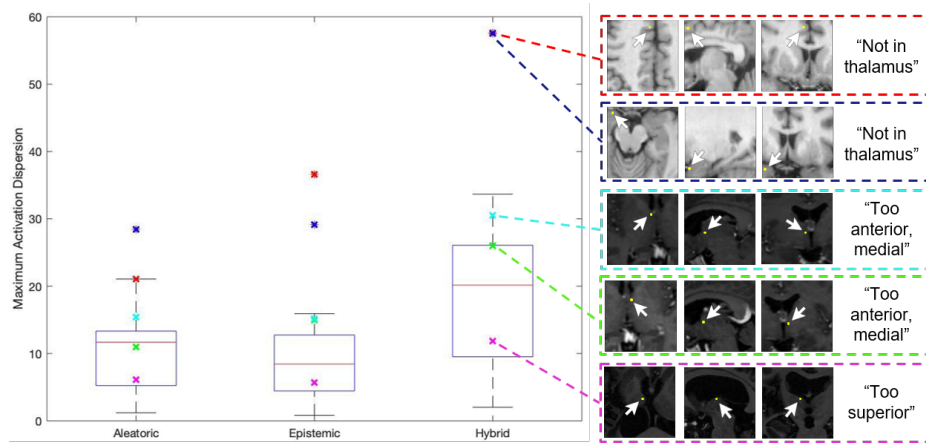 60
50
40
30
20
10
0
Maximum Activation Dispersion
Aleatoric
Epistemic
Hybrid
“Not in
thalamus”
“Not in
thalamus”
“Too
anterior,
medial”
“Too
anterior,
medial”
“Too
superior”